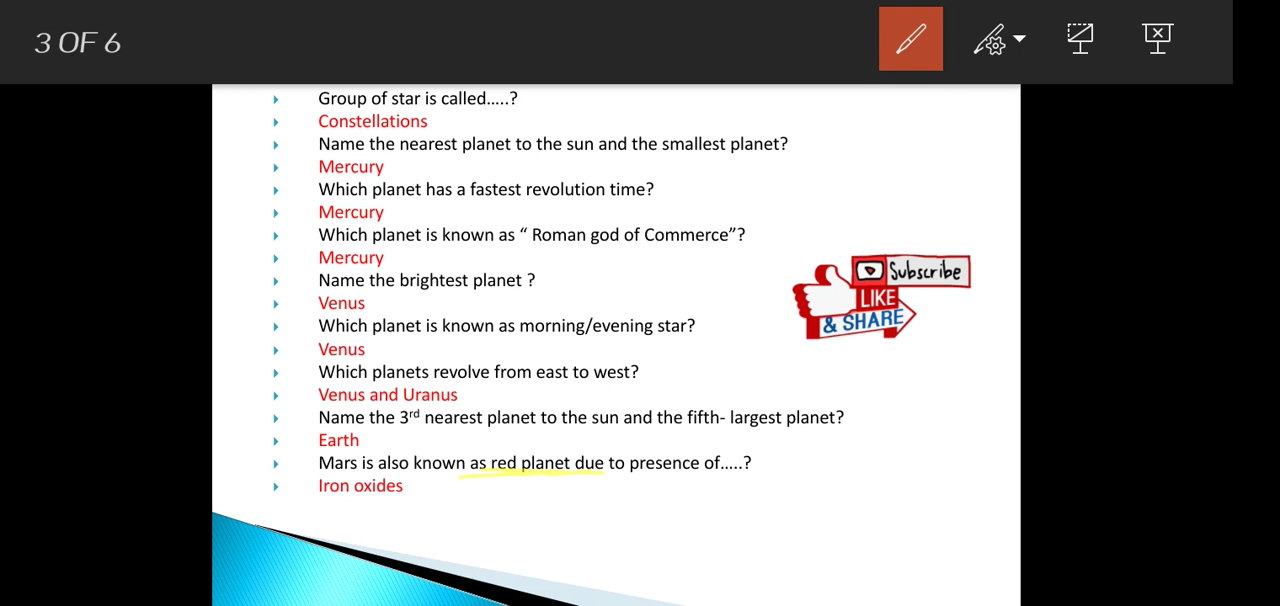 3 OF 6
Group of star is called.....?
Constellations
Name the nearest planet to the sun and the smallest planet?
Mercury
Which planet has a fastest revolution time?
Mercury
Which planet is known as “ Roman god of Commerce”?
Mercury
Name the brightest planet ?
Venus
Which planet is known as morning/evening star?
Venus
Which planets revolve from east to west?
Venus and Uranus
Name the 3rd nearest planet to the sun and the fifth- largest planet?
Earth
Mars is also known as red planet due to presence of.....?
Iron oxides
Subscribe
LIKE
& SHARE